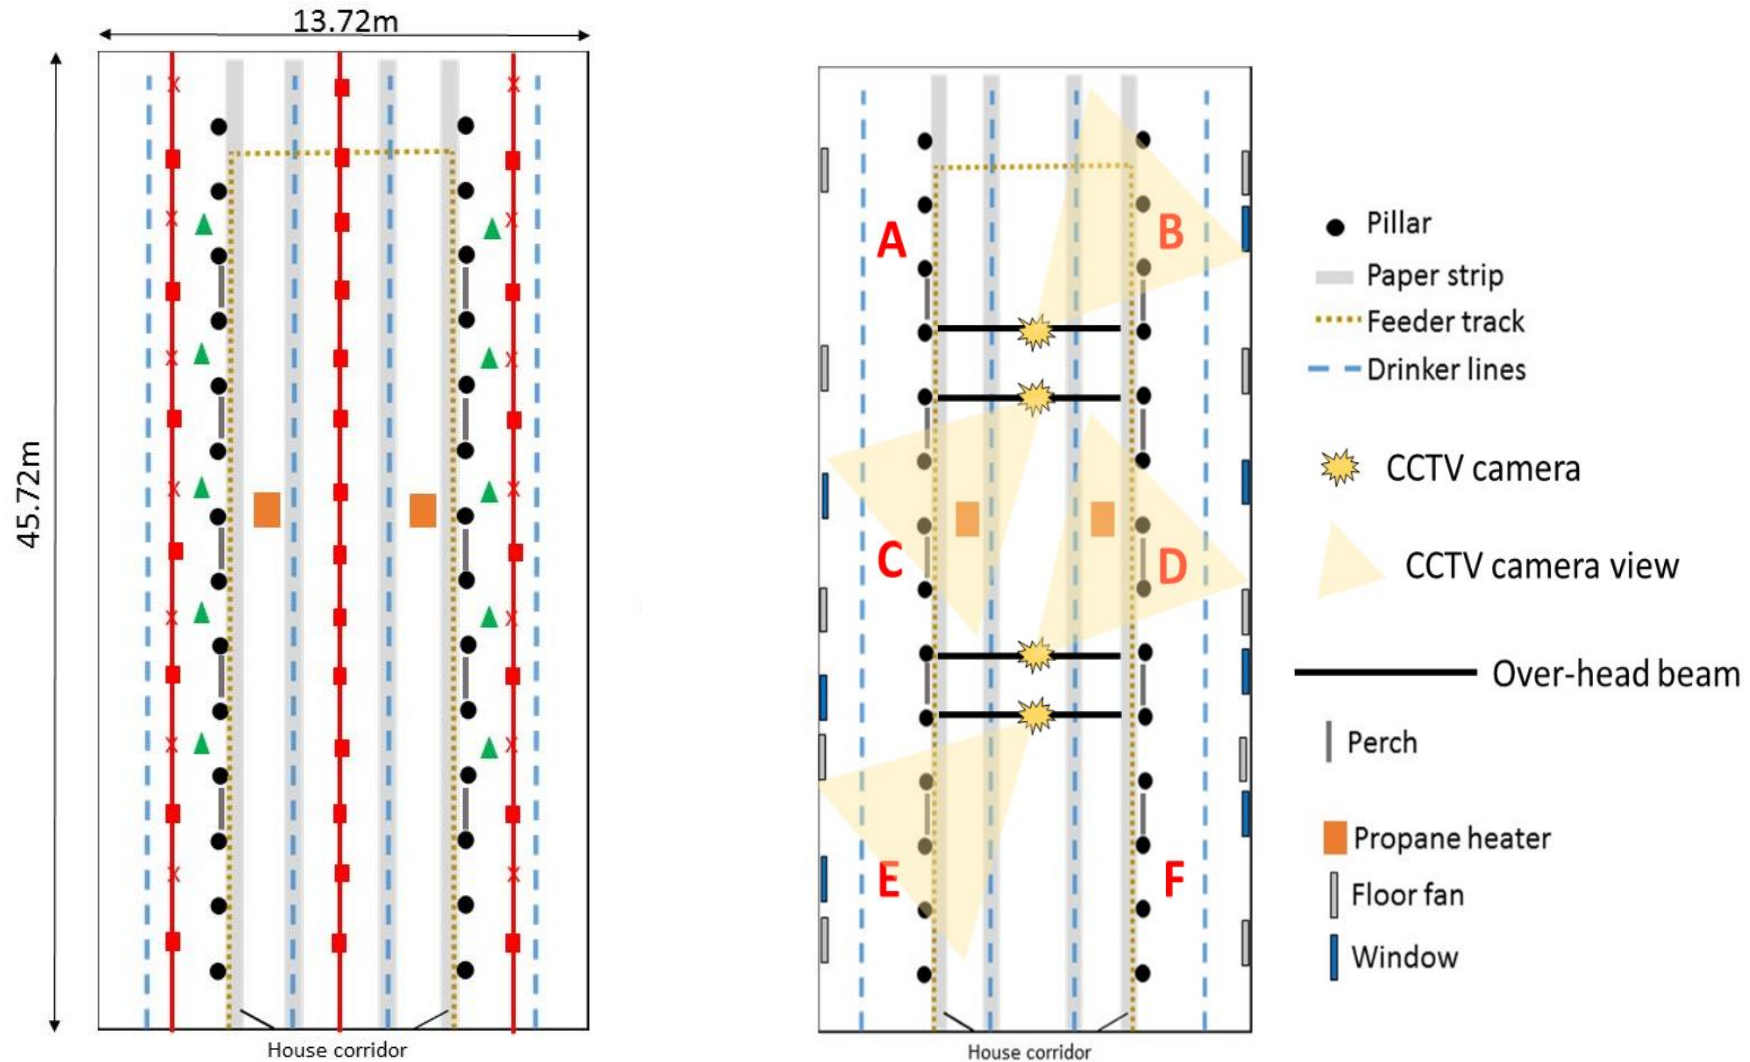 13.72m
45.72m
House corridor
A
B
C
D
E
F
House corridor
Pillar
Paper strip
Feeder track
Drinker lines
CCTV camera
CCTV camera view
Over-head beam
Perch
Propane heater
Floor fan
Window